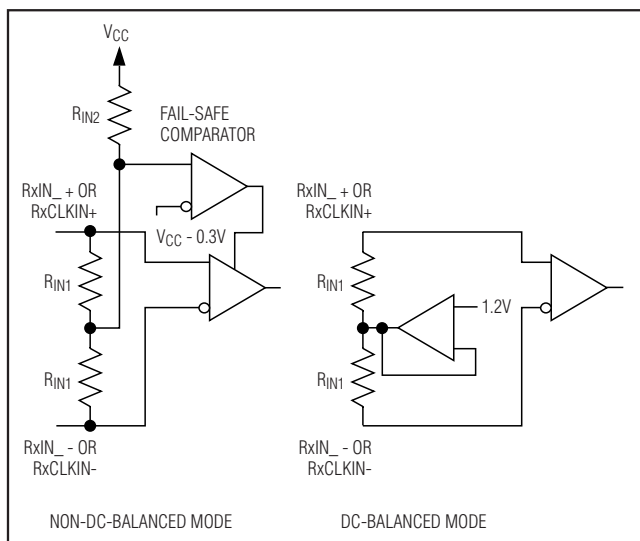 VCC
RIN2
FAIL-SAFE
COMPARATOR
RxIN_ + OR
RxCLKIN+
VCC - 0.3V
RIN1
RIN1
RxIN_ - OR
RxCLKIN-
NON-DC-BALANCED MODE
RxIN_ + OR
RxCLKIN+
RIN1
1.2V
RIN1
RxIN_ - OR
RxCLKIN-
DC-BALANCED MODE